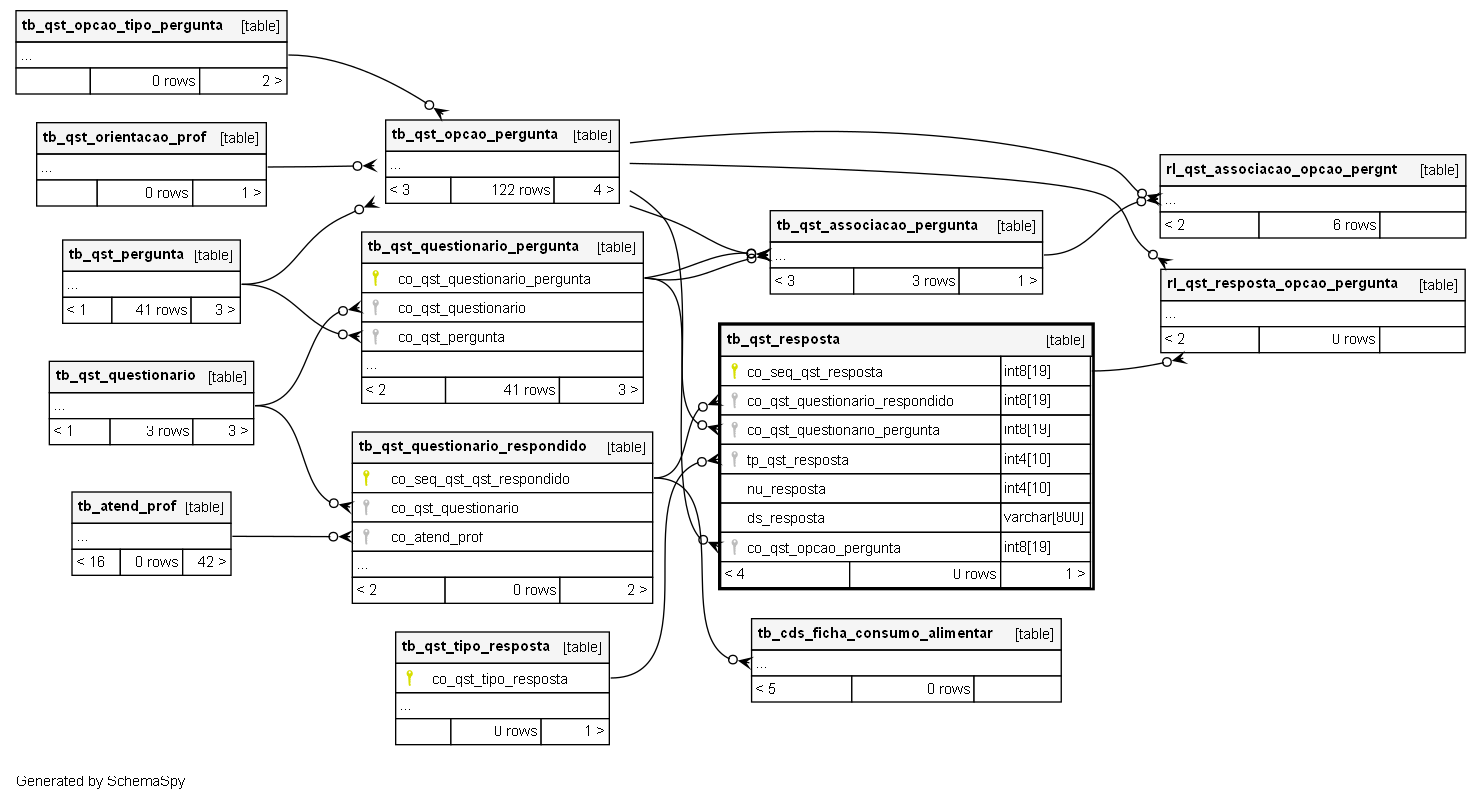 tb_qst_opcao_tipo_pergunta [table]
...
0 rows 2 >
tb_qst_orientacao_prof [table]
...
0 rows 1 >
tb_qst_pergunta [table]
...
< 1 41 rows 3 >
tb_qst_questionario [table]
...
< 1 3 rows 3 >
tb_atend_prof [table]
...
< 16 0 rows 42 >
tb_qst_opcao_pergunta [table]
...
< 3 122 rows 4 >
tb_qst_questionario_pergunta [table]
co_qst_questionario_pergunta
co_qst_questionario
co_qst_pergunta
...
< 2 41 rows 3 >
tb_qst_questionario_respondido [table]
co_seq_qst_qst_respondido
co_qst_questionario
co_atend_prof
...
< 2 0 rows 2 >
tb_qst_tipo_resposta [table]
co_qst_tipo_resposta
...
0 rows 1 >
tb_qst_associacao_pergunta [table]
...
< 3 3 rows 1 >
tb_qst_resposta [table]
co_seq_qst_resposta int8[19]
co_qst_questionario_respondido int8[19]
co_qst_questionario_pergunta int8[19]
tp_qst_resposta int4[10]
nu_resposta int4[10]
ds_resposta varchar[800]
co_qst_opcao_pergunta int8[19]
< 4 0 rows 1 >
tb_cds_ficha_consumo_alimentar [table]
...
< 5 0 rows
rl_qst_associacao_opcao_pergnt [table]
...
< 2 6 rows
rl_qst_resposta_opcao_pergunta [table]
...
< 2 0 rows
Generated by SchemaSpy